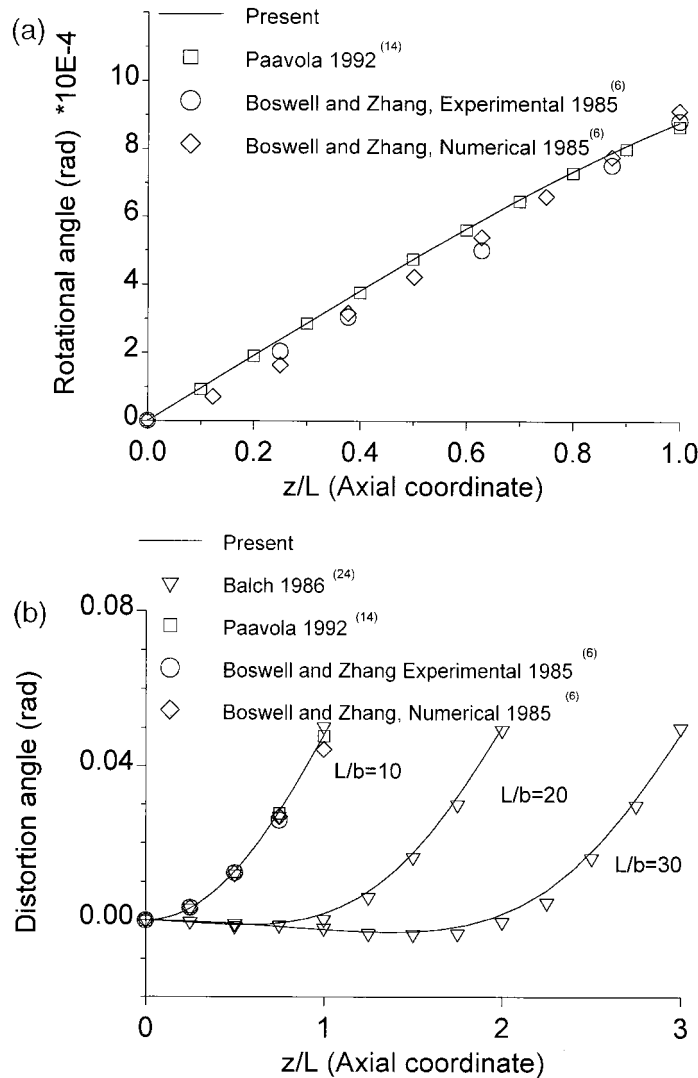 (a)
Present
Paavola 1992(14)
Boswell and Zhang, Experimental 1985(6)
Boswell and Zhang, Numerical 1985(6)
Rotational angle (rad) *10E-4
10
8
6
4
2
0
0.0 0.2 0.4 0.6 0.8 1.0
z/L (Axial coordinate)
(b)
Present
Balch 1986 (24)
Paavola 1992 (14)
Boswell and Zhang Experimental 1985 (6)
Boswell and Zhang, Numerical 1985 (6)
Distortion angle (rad)
0.08
0.04
0.00
L/b=10
L/b=20
L/b=30
0 1 2 3
z/L (Axial coordinate)